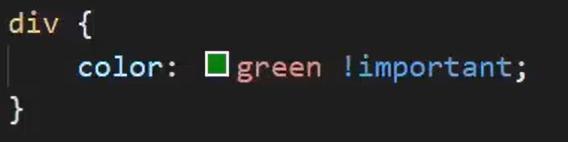 div {
    color: green !important;
}